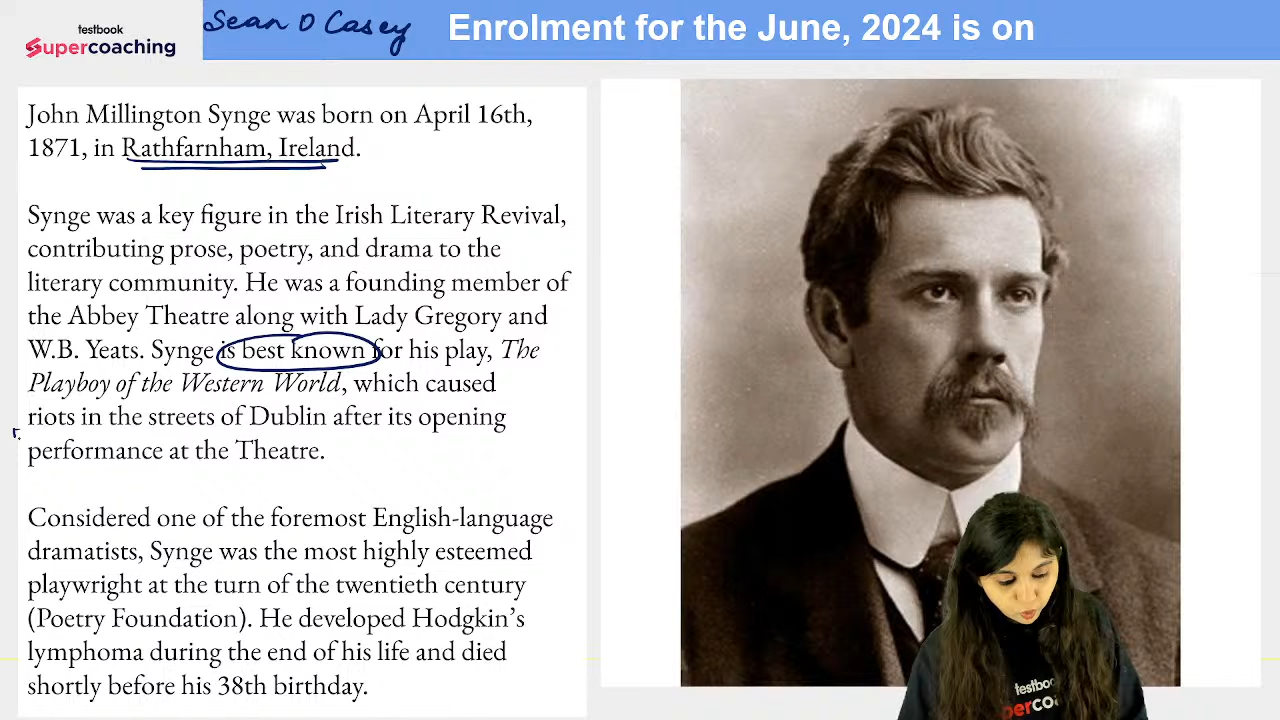 testbook
Supercoaching
Sean O Casey
Enrolment for the June, 2024 is on
John Millington Synge was born on April 16th,
1871, in Rathfarnham, Ireland.
Synge was a key figure in the Irish Literary Revival,
contributing prose, poetry, and drama to the
literary community. He was a founding member of
the Abbey Theatre along with Lady Gregory and
W.B. Yeats. Synge is best known for his play, The
Playboy of the Western World, which caused
riots in the streets of Dublin after its opening
performance at the Theatre.
Considered one of the foremost English-language
dramatists, Synge was the most highly esteemed
playwright at the turn of the twentieth century
(Poetry Foundation). He developed Hodgkin's
lymphoma during the end of his life and died
shortly before his 38th birthday.